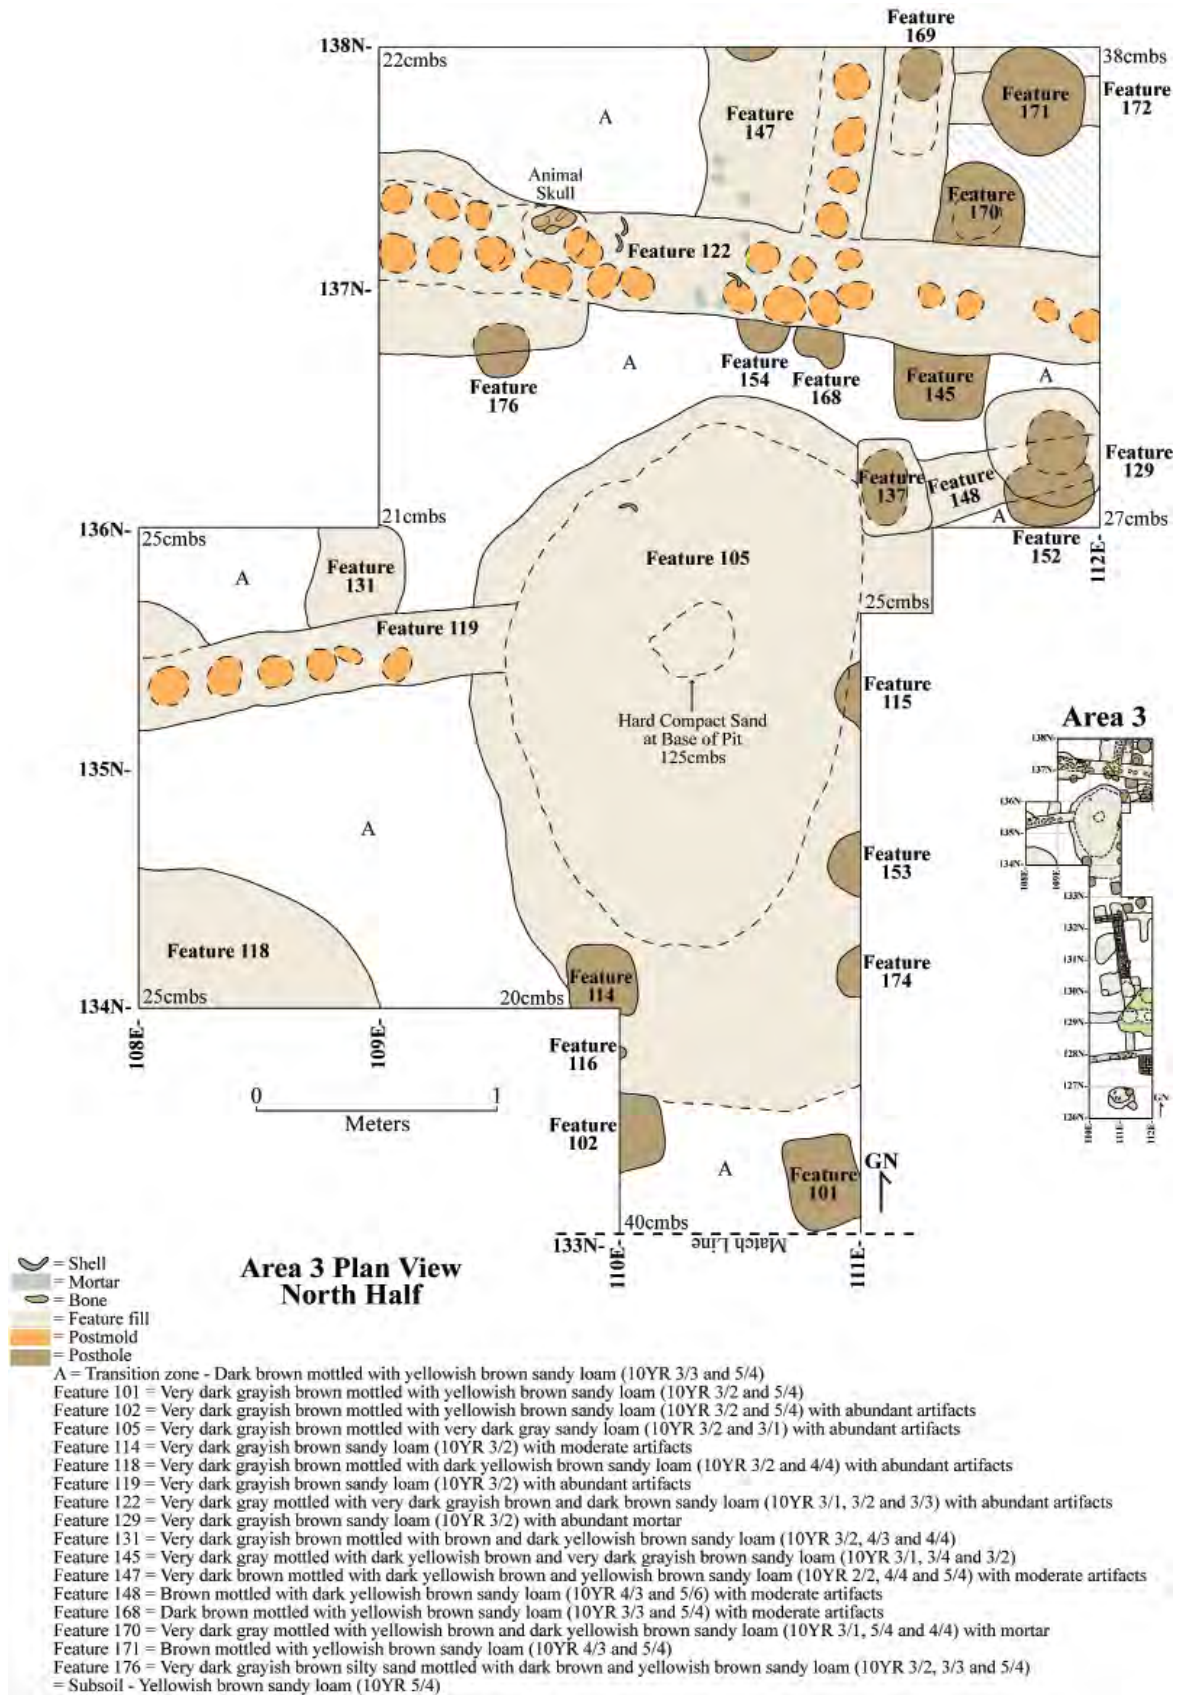 Feature
169
138N-
22cmbs
38cmbs
Feature
172
Feature
171
Feature
147
A
Animal
Skull
Feature
170
Feature 122
137N-
A
Feature
176
Feature
154
Feature
168
Feature
145
A
Feature
129
Feature
137
Feature
148
A
Feature
152
27cmbs
112E-
136N-
21cmbs
25cmbs
A
Feature
131
Feature 105
25cmbs
Feature 119
Feature
115
Hard Compact Sand
at Base of Pit
125cmbs
135N-
A
Feature
153
Feature 118
Feature
174
Feature
114
134N-
25cmbs
20cmbs
108E-
109E-
Feature
116
0 1
Meters
Feature
102
A
Feature
101
GN
40cmbs
133N-
Match Line
110E-
111E-
Area 3
138N-
137N-
136N-
135N-
134N-
108E-
109E-
133N-
132N-
131N-
130N-
129N-
128N-
127N-
126N-
110E-
111E-
112E-
GN
Area 3 Plan View
North Half
= Shell
= Mortar
= Bone
= Feature fill
= Postmold
= Posthole
A = Transition zone - Dark brown mottled with yellowish brown sandy loam (10YR 3/3 and 5/4)
Feature 101 = Very dark grayish brown mottled with yellowish brown sandy loam (10YR 3/2 and 5/4)
Feature 102 = Very dark grayish brown mottled with yellowish brown sandy loam (10YR 3/2 and 5/4) with abundant artifacts
Feature 105 = Very dark grayish brown mottled with very dark gray sandy loam (10YR 3/2 and 3/1) with abundant artifacts
Feature 114 = Very dark grayish brown sandy loam (10YR 3/2) with moderate artifacts
Feature 118 = Very dark grayish brown mottled with dark yellowish brown sandy loam (10YR 3/2 and 4/4) with abundant artifacts
Feature 119 = Very dark grayish brown sandy loam (10YR 3/2) with abundant artifacts
Feature 122 = Very dark gray mottled with very dark grayish brown and dark brown sandy loam (10YR 3/1, 3/2 and 3/3) with abundant artifacts
Feature 129 = Very dark grayish brown sandy loam (10YR 3/2) with abundant mortar
Feature 131 = Very dark grayish brown mottled with brown and dark yellowish brown sandy loam (10YR 3/2, 4/3 and 4/4)
Feature 145 = Very dark gray mottled with dark yellowish brown and very dark grayish brown sandy loam (10YR 3/1, 3/4 and 3/2)
Feature 147 = Very dark brown mottled with dark yellowish brown and yellowish brown sandy loam (10YR 2/2, 4/4 and 5/4) with moderate artifacts
Feature 148 = Brown mottled with dark yellowish brown sandy loam (10YR 4/3 and 5/6) with moderate artifacts
Feature 168 = Dark brown mottled with yellowish brown sandy loam (10YR 3/3 and 5/4) with moderate artifacts
Feature 170 = Very dark gray mottled with yellowish brown and dark yellowish brown sandy loam (10YR 3/1, 5/4 and 4/4) with mortar
Feature 171 = Brown mottled with yellowish brown sandy loam (10YR 4/3 and 5/4)
Feature 176 = Very dark grayish brown silty sand mottled with dark brown and yellowish brown sandy loam (10YR 3/2, 3/3 and 5/4)
= Subsoil - Yellowish brown sandy loam (10YR 5/4)